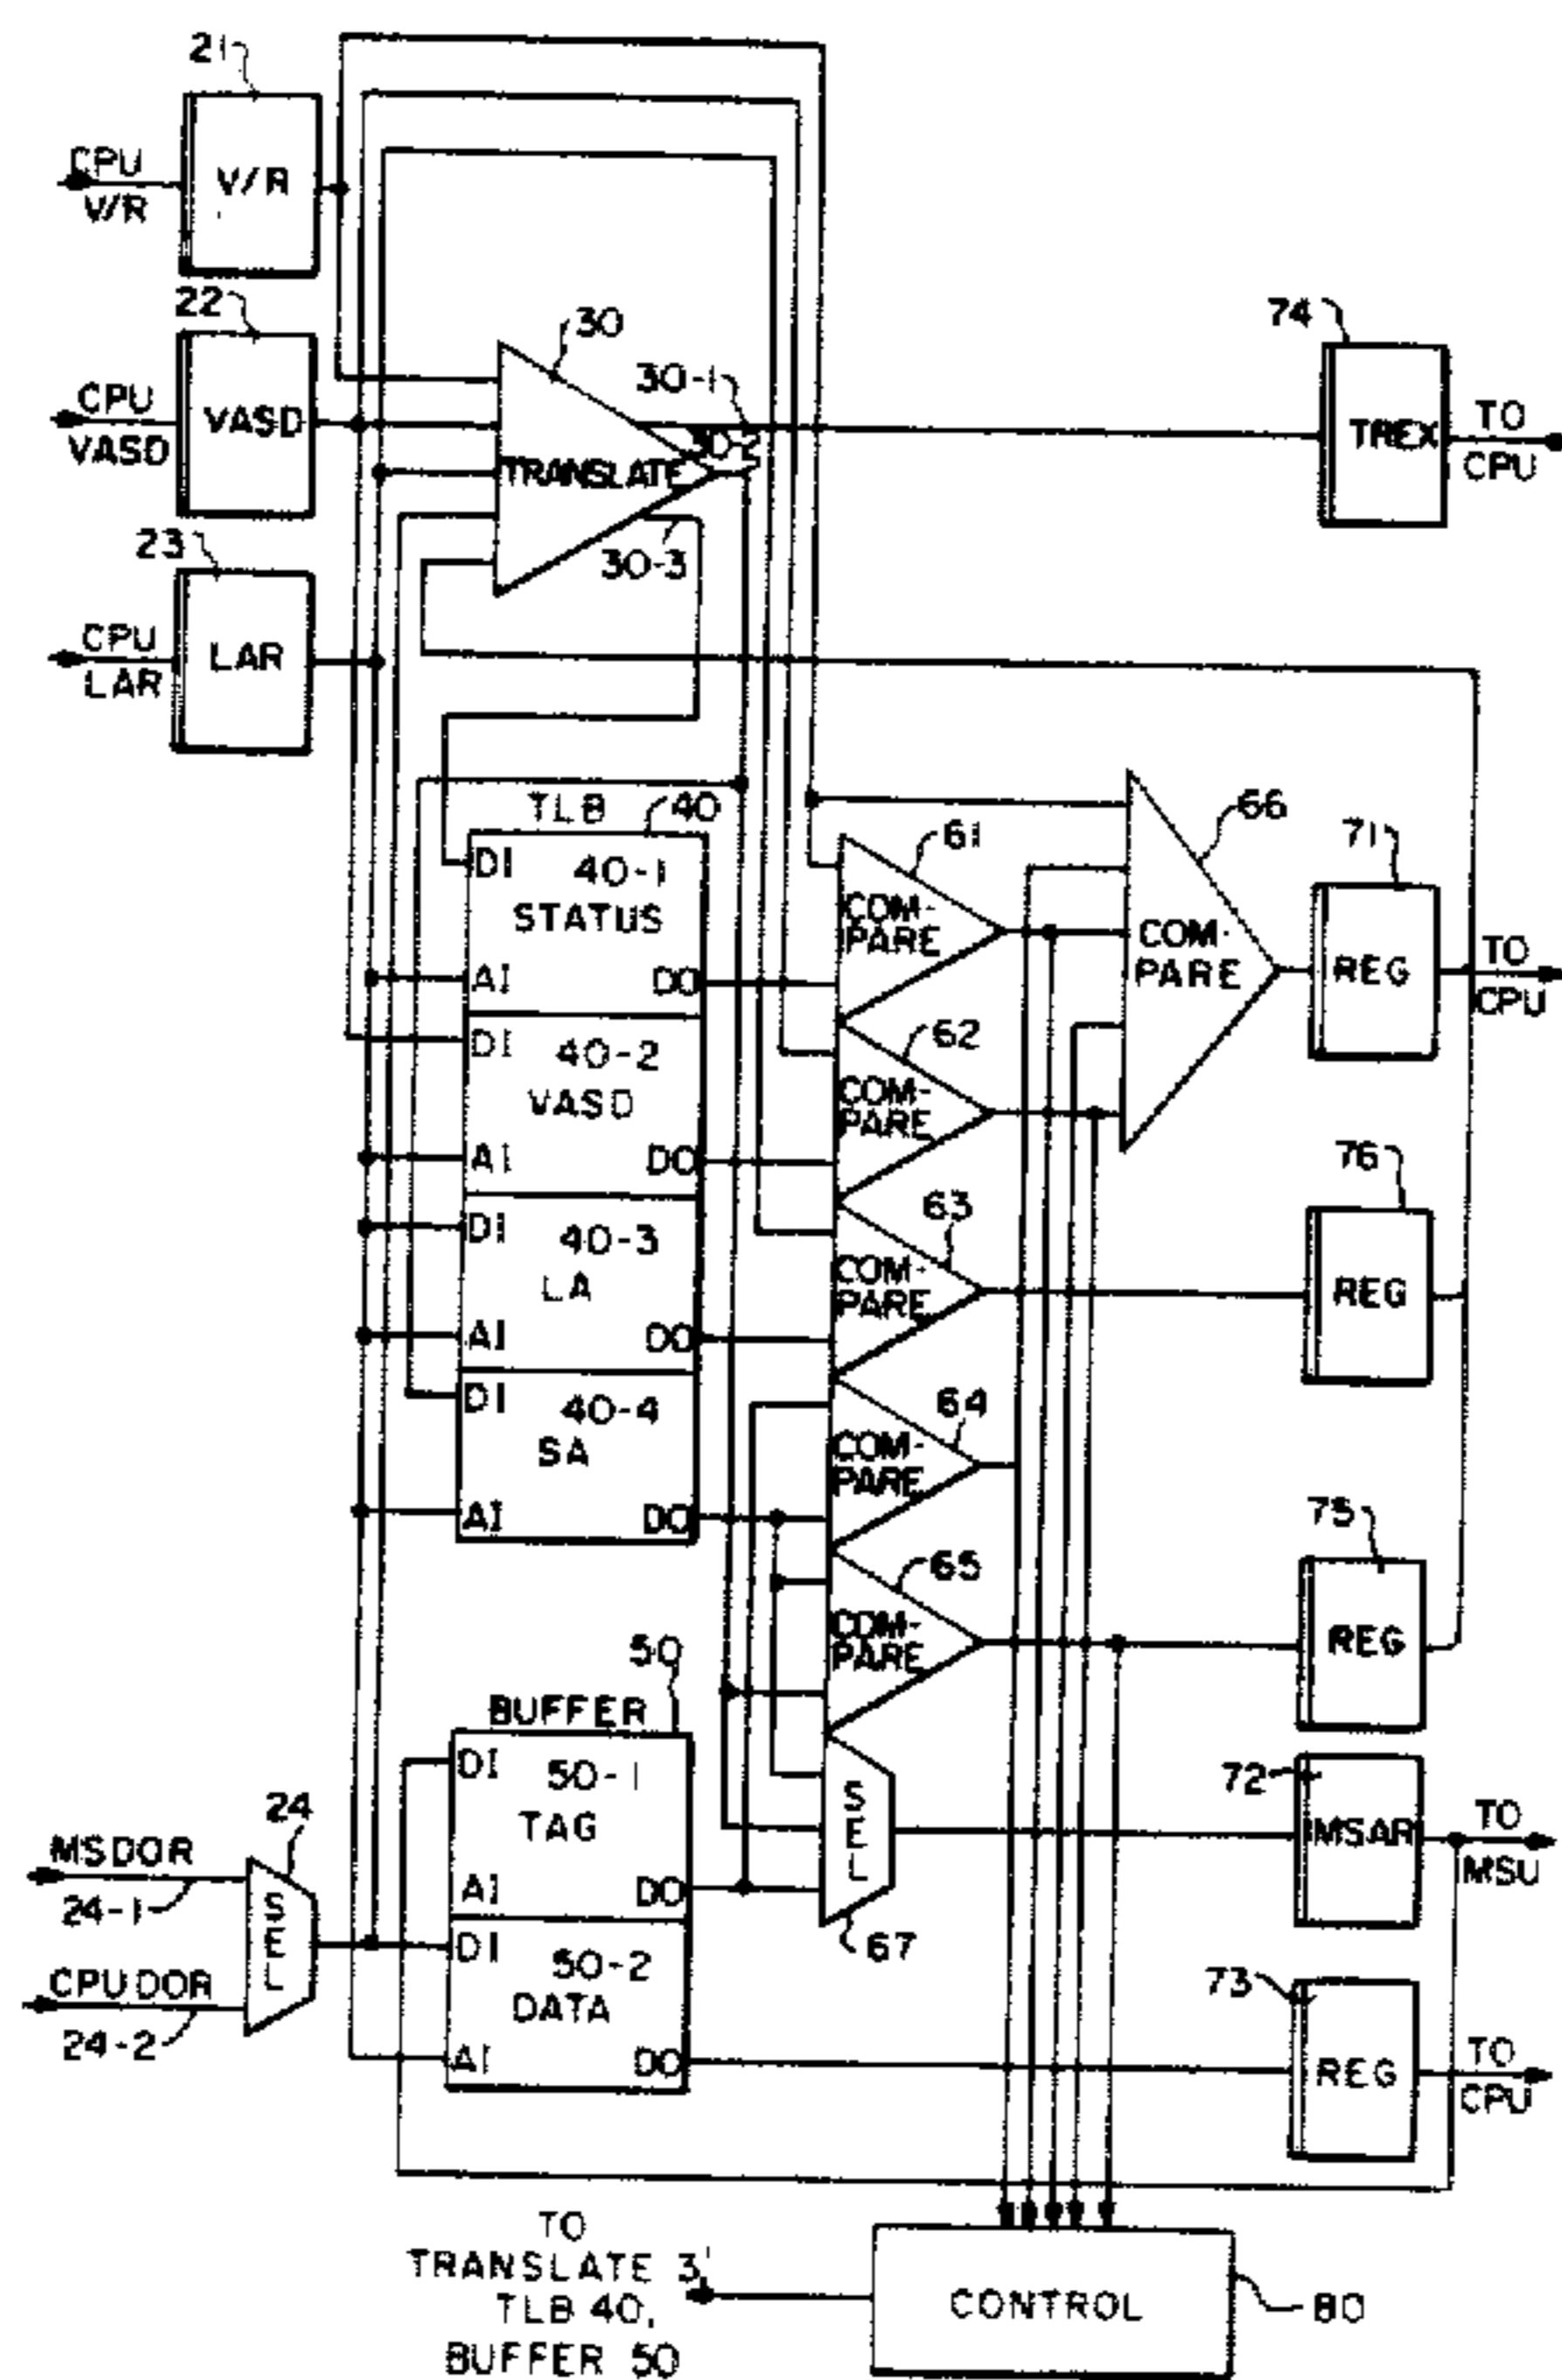 21
CPU
V/R
V/R
22
CPU
VASD
VASD
23
CPU
LAR
LAR
30
30-1
TRANSLATE
30-3
74
TREX
TO
CPU
TLB
40
DI
40-1
STATUS
AI
DO
DI
40-2
VASD
AI
DO
DI
40-3
LA
AI
DO
DI
40-4
SA
AI
DO
61
COM-
PARE
62
COM-
PARE
63
COM-
PARE
64
COM-
PARE
65
COM-
PARE
66
COM-
PARE
71
REG
TO
CPU
76
REG
75
REG
BUFFER
50
DI
50-1
TAG
AI
DO
DI
50-2
DATA
AI
DO
MSDOR
24-1
CPUDOR
24-2
24
SEL
SEL
67
72
MSAR
TO
MSU
73
REG
TO
CPU
TO
TRANSLATE 3
TLB 40,
BUFFER 50
CONTROL
80